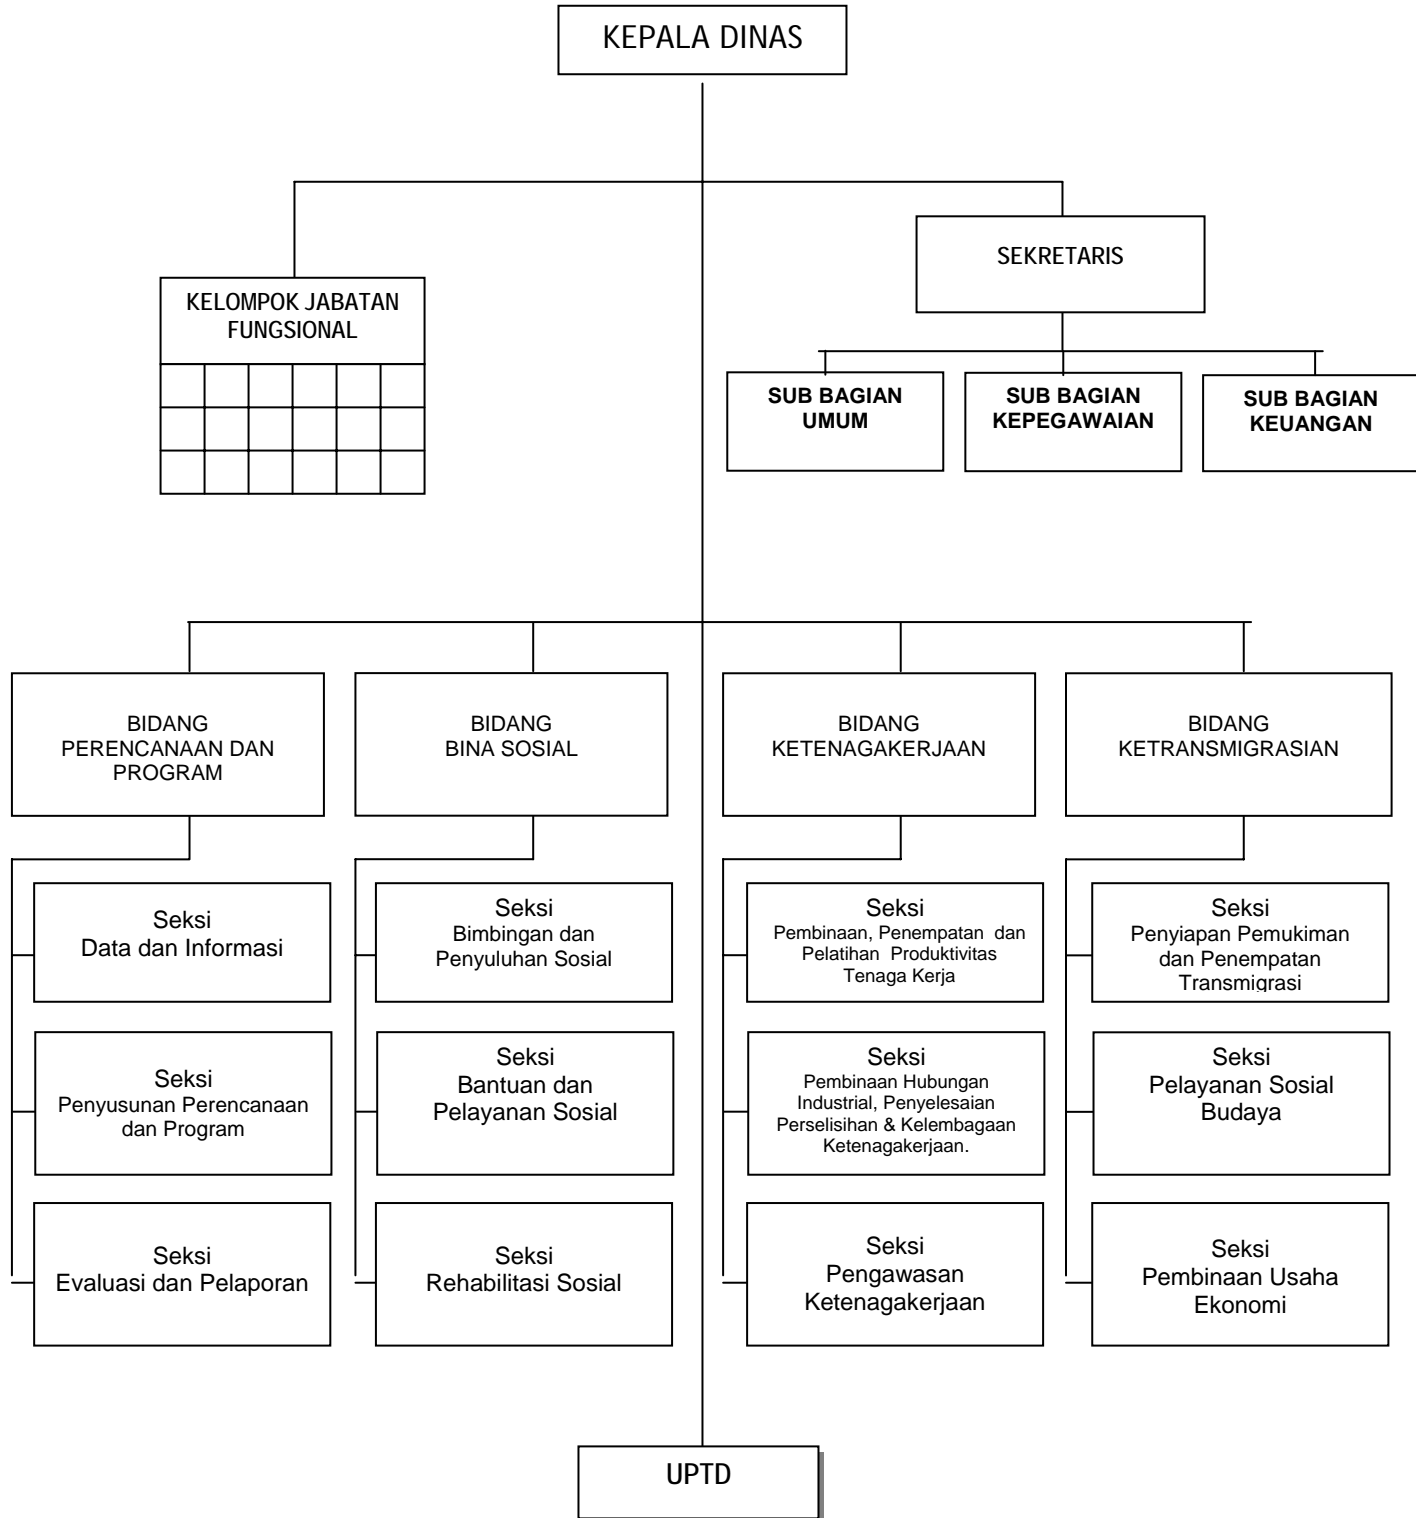 KEPALA DINAS
SEKRETARIS
KELOMPOK JABATAN
FUNGSIONAL
SUB BAGIAN
UMUM
SUB BAGIAN
KEPEGAWAIAN
SUB BAGIAN
KEUANGAN
BIDANG
PERENCANAAN DAN
PROGRAM
BIDANG
BINA SOSIAL
BIDANG
KETENAGAKERJAAN
BIDANG
KETRANSMIGRASIAN
Seksi
Data dan Informasi
Seksi
Bimbingan dan
Penyuluhan Sosial
Seksi
Pembinaan, Penempatan dan
Pelatihan Produktivitas
Tenaga Kerja
Seksi
Penyiapan Pemukiman
dan Penempatan
Transmigrasi
Seksi
Penyusunan Perencanaan
dan Program
Seksi
Bantuan dan
Pelayanan Sosial
Seksi
Pembinaan Hubungan
Industrial, Penyelesaian
Perselisihan & Kelembagaan
Ketenagakerjaan.
Seksi
Pelayanan Sosial
Budaya
Seksi
Evaluasi dan Pelaporan
Seksi
Rehabilitasi Sosial
Seksi
Pengawasan
Ketenagakerjaan
Seksi
Pembinaan Usaha
Ekonomi
UPTD